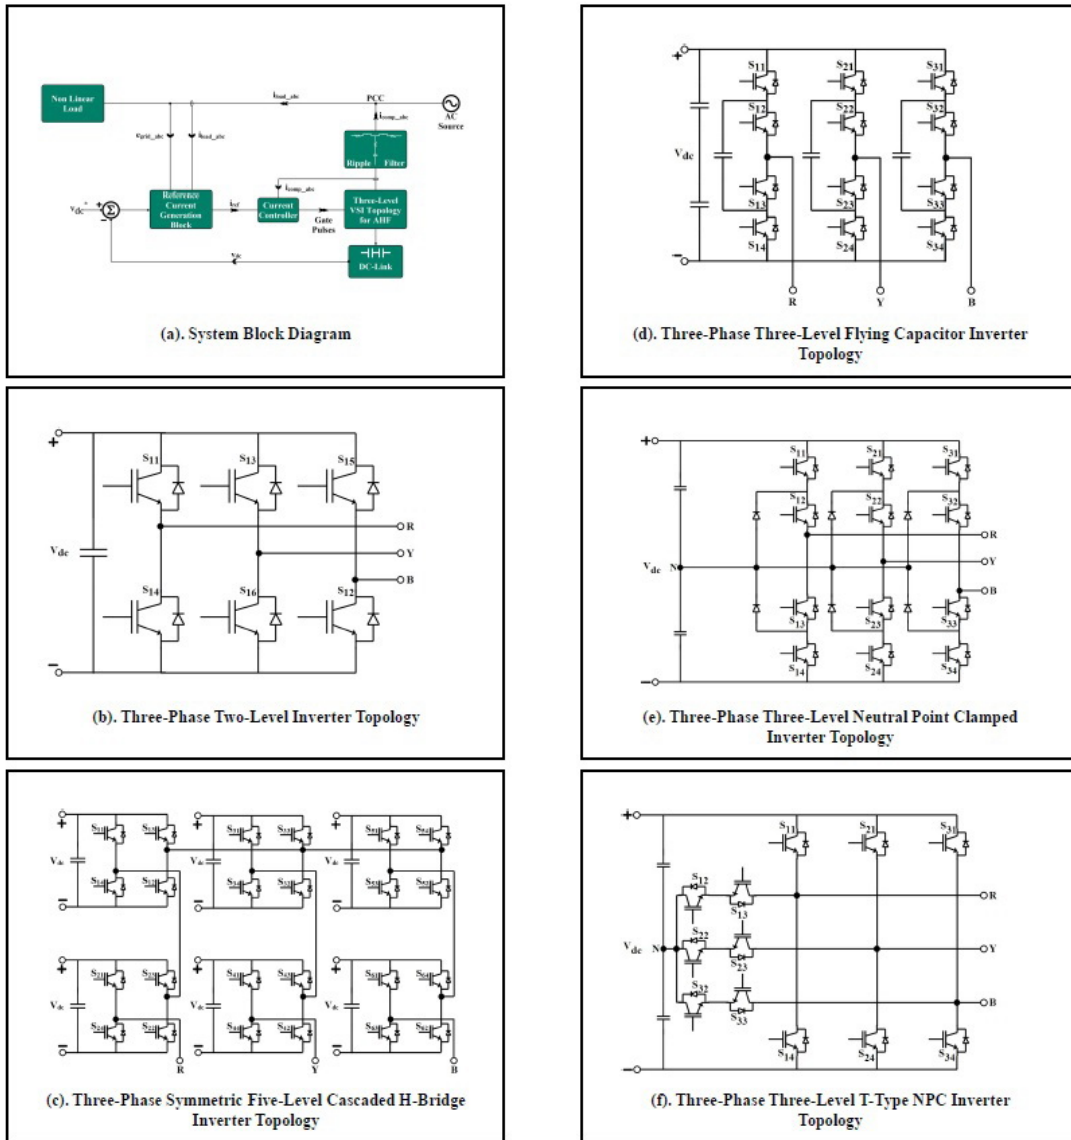 Non Linear
Load
i_load_abc
PCC
AC
Source
i_comp_abc
e_grid_abc
i_load_abc
Ripple Filter
V_dc*
+
−
Σ
Reference
Current
Generation
Block
i_ref
i_comp_abc
Current
Controller
Gate
Pulses
Three-Level
VSI Topology
for AHF
v_dc
DC-Link
(a). System Block Diagram
+
S11
S21
S31
S12
S22
S32
V_dc
S13
S23
S33
S14
S24
S34
−
R
Y
B
(d). Three-Phase Three-Level Flying Capacitor Inverter
Topology
+
S11
S13
S15
R
V_dc
Y
B
S14
S16
S12
−
(b). Three-Phase Two-Level Inverter Topology
+
S11
S21
S31
S12
S22
S32
R
V_dc
N
Y
B
S13
S23
S33
S14
S24
S34
−
(e). Three-Phase Three-Level Neutral Point Clamped
Inverter Topology
+
+
+
S11
V_dc
V_dc
V_dc
−
−
−
+
+
+
V_dc
V_dc
V_dc
S22
−
−
−
R
Y
B
(c). Three-Phase Symmetric Five-Level Cascaded H-Bridge
Inverter Topology
+
S11
S21
S31
S12
S13
R
S22
V_dc
N
Y
S23
S32
B
S33
S14
S24
S34
−
(f). Three-Phase Three-Level T-Type NPC Inverter
Topology